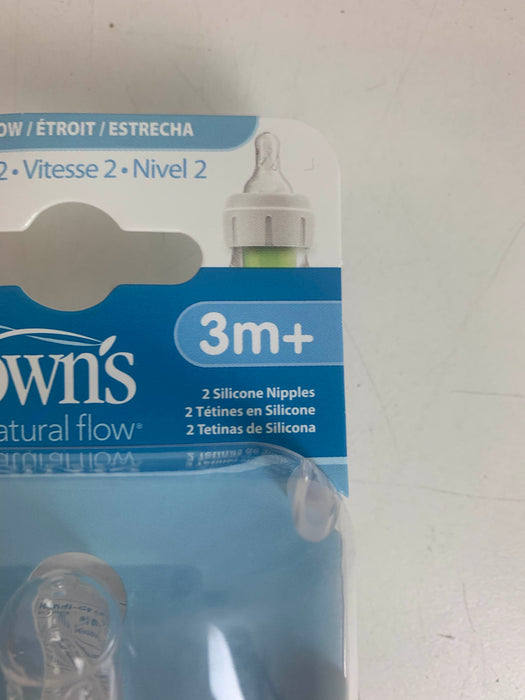 OW / ÉTROIT / ESTRECHA
2 • Vitesse 2 • Nivel 2
3m+
own's
atural flow®
2 Silicone Nipples
2 Tétines en Silicone
2 Tetinas de Silicona